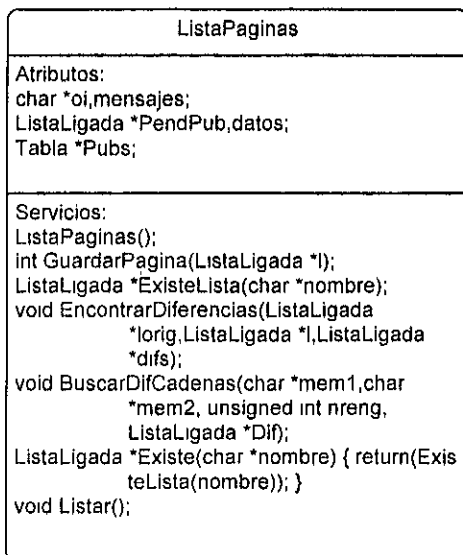 ListaPaginas
Atributos:
char *oi,mensajes;
ListaLigada *PendPub,datos;
Tabla *Pubs;
Servicios:
ListaPaginas();
int GuardarPagina(ListaLigada *l);
ListaLigada *ExisteLista(char *nombre);
void EncontrarDiferencias(ListaLigada
*lorig,ListaLigada *l,ListaLigada
*difs);
void BuscarDifCadenas(char *mem1,char
*mem2, unsigned int nreng,
ListaLigada *Dif);
ListaLigada *Existe(char *nombre) { return(Exis
teLista(nombre)); }
void Listar();